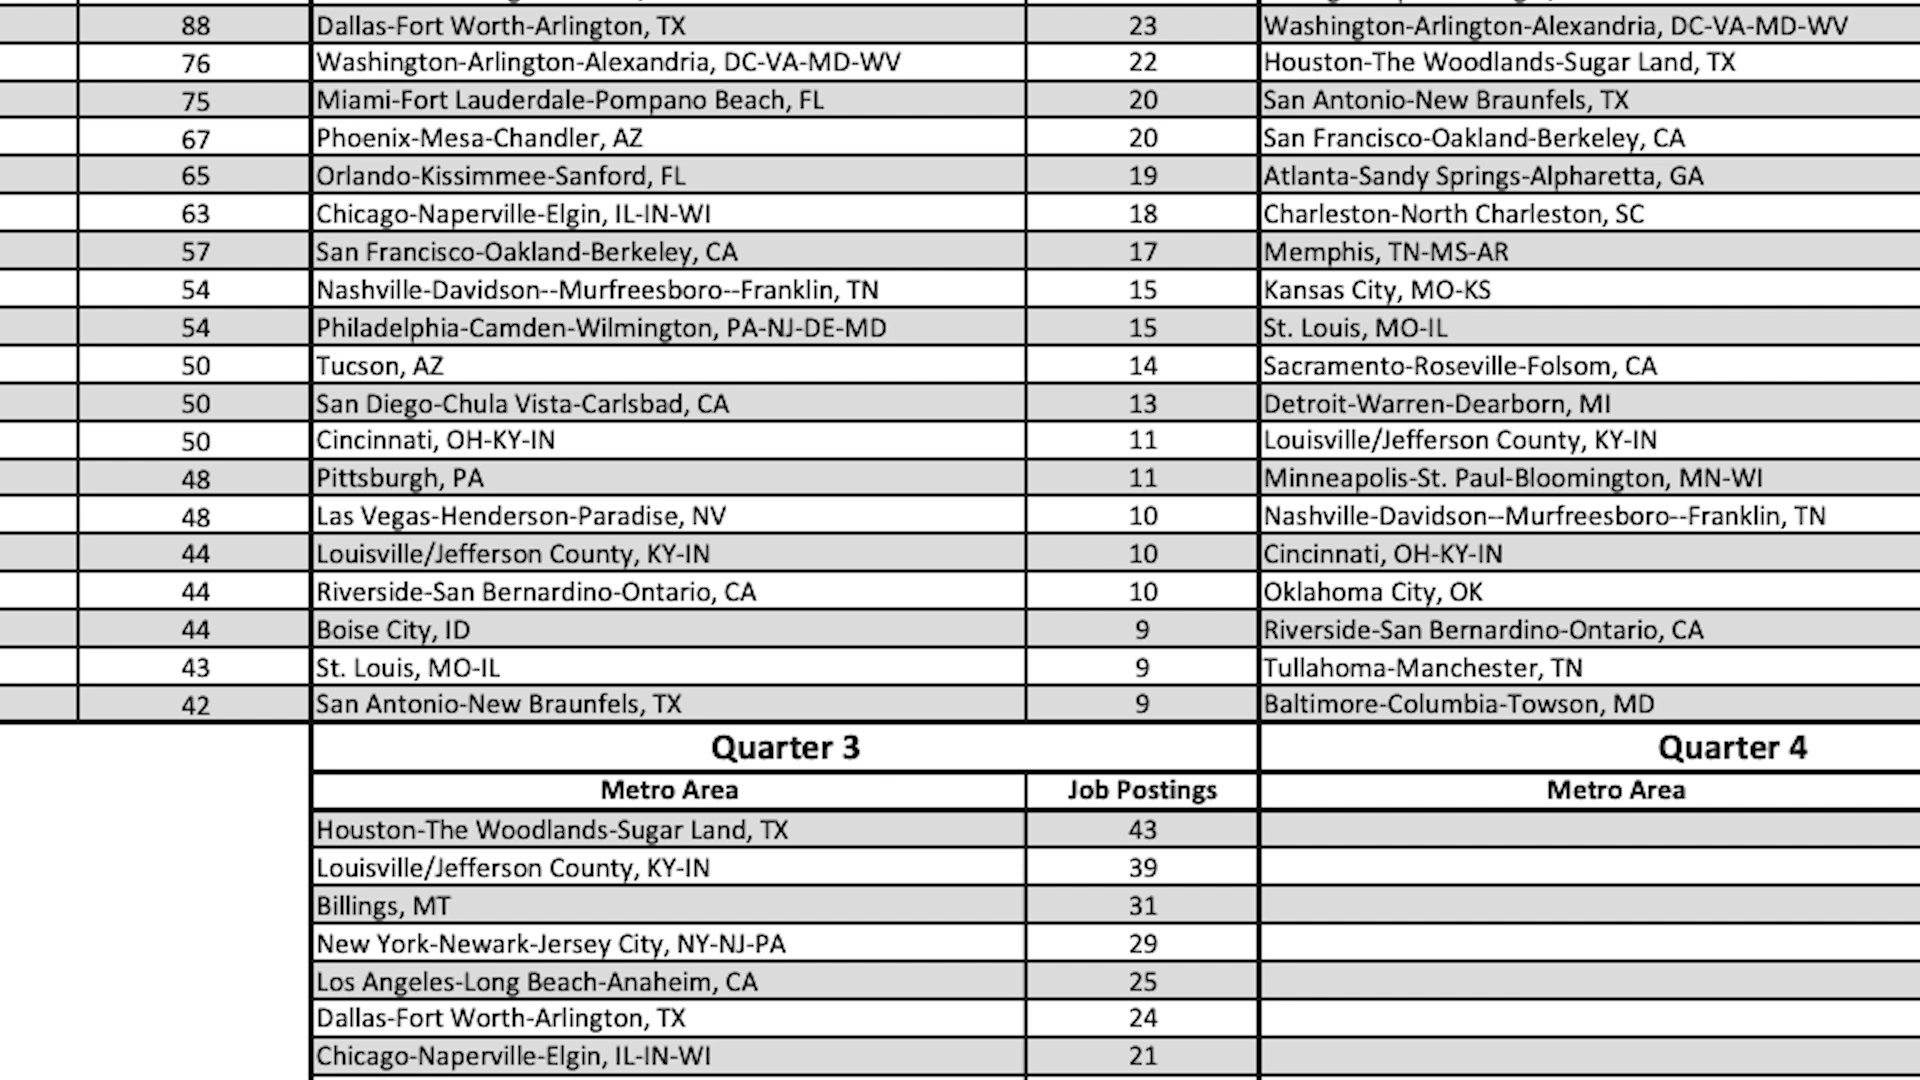 88 Dallas-Fort Worth-Arlington, TX 23 Washington-Arlington-Alexandria, DC-VA-MD-WV
76 Washington-Arlington-Alexandria, DC-VA-MD-WV 22 Houston-The Woodlands-Sugar Land, TX
75 Miami-Fort Lauderdale-Pompano Beach, FL 20 San Antonio-New Braunfels, TX
67 Phoenix-Mesa-Chandler, AZ 20 San Francisco-Oakland-Berkeley, CA
65 Orlando-Kissimmee-Sanford, FL 19 Atlanta-Sandy Springs-Alpharetta, GA
63 Chicago-Naperville-Elgin, IL-IN-WI 18 Charleston-North Charleston, SC
57 San Francisco-Oakland-Berkeley, CA 17 Memphis, TN-MS-AR
54 Nashville-Davidson--Murfreesboro--Franklin, TN 15 Kansas City, MO-KS
54 Philadelphia-Camden-Wilmington, PA-NJ-DE-MD 15 St. Louis, MO-IL
50 Tucson, AZ 14 Sacramento-Roseville-Folsom, CA
50 San Diego-Chula Vista-Carlsbad, CA 13 Detroit-Warren-Dearborn, MI
50 Cincinnati, OH-KY-IN 11 Louisville/Jefferson County, KY-IN
48 Pittsburgh, PA 11 Minneapolis-St. Paul-Bloomington, MN-WI
48 Las Vegas-Henderson-Paradise, NV 10 Nashville-Davidson--Murfreesboro--Franklin, TN
44 Louisville/Jefferson County, KY-IN 10 Cincinnati, OH-KY-IN
44 Riverside-San Bernardino-Ontario, CA 10 Oklahoma City, OK
44 Boise City, ID 9 Riverside-San Bernardino-Ontario, CA
43 St. Louis, MO-IL 9 Tullahoma-Manchester, TN
42 San Antonio-New Braunfels, TX 9 Baltimore-Columbia-Towson, MD
Quarter 3 Quarter 4
Metro Area Job Postings Metro Area
Houston-The Woodlands-Sugar Land, TX 43
Louisville/Jefferson County, KY-IN 39
Billings, MT 31
New York-Newark-Jersey City, NY-NJ-PA 29
Los Angeles-Long Beach-Anaheim, CA 25
Dallas-Fort Worth-Arlington, TX 24
Chicago-Naperville-Elgin, IL-IN-WI 21